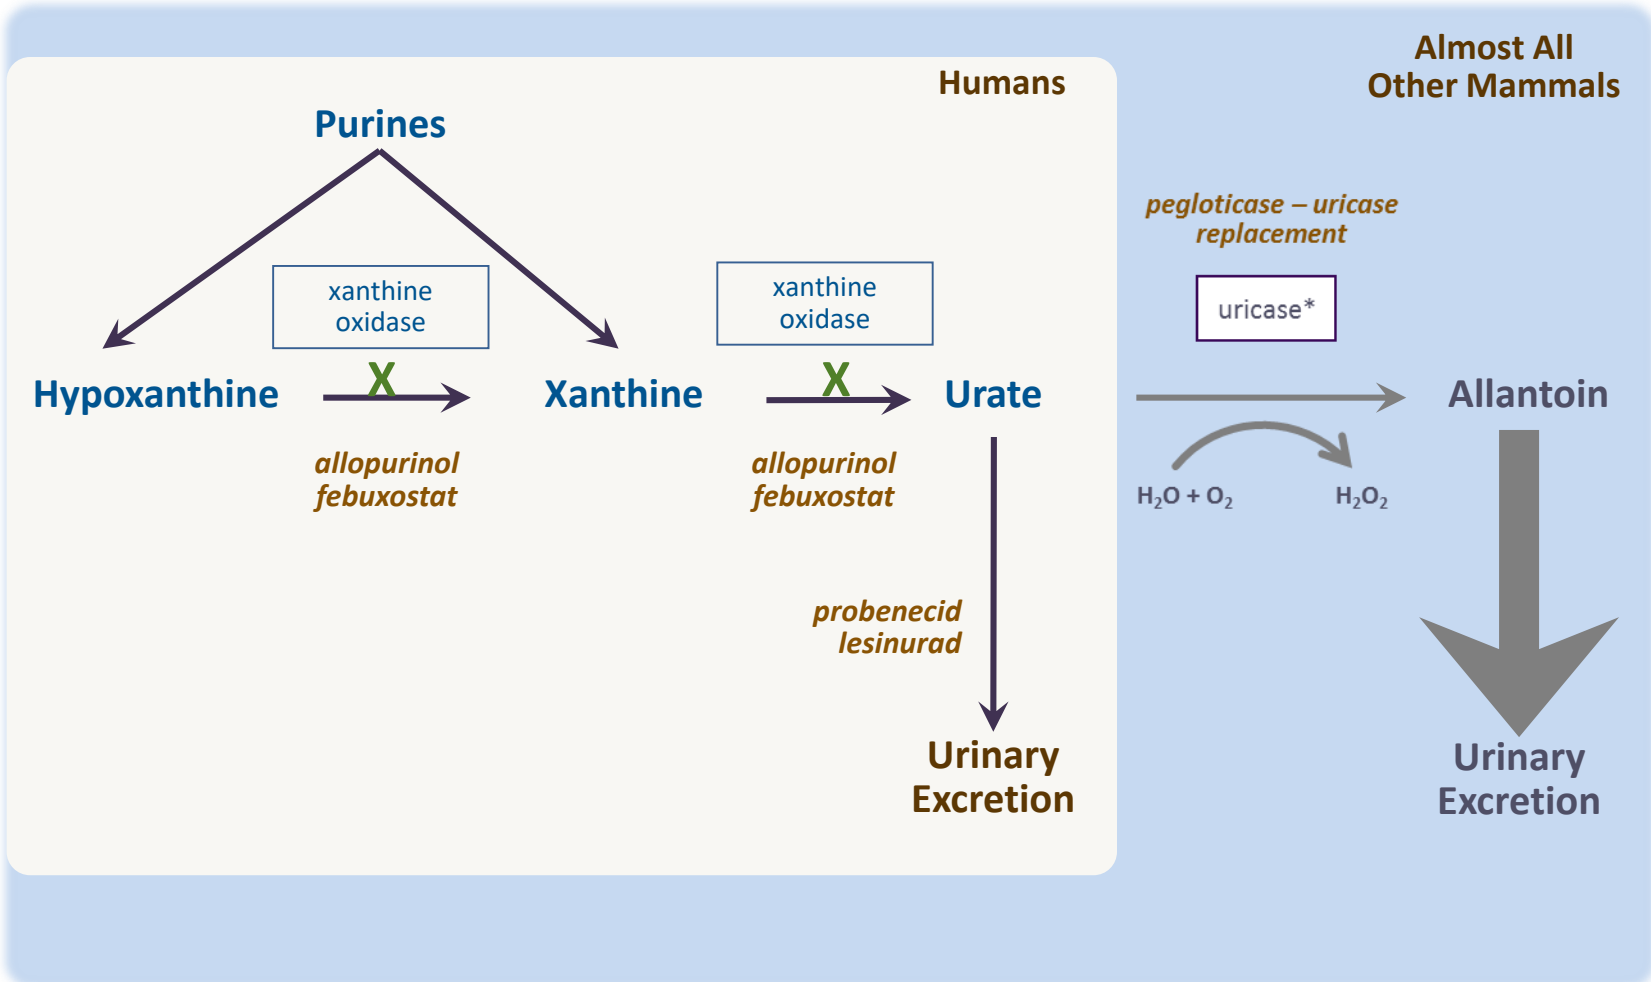 Almost All
Other Mammals
Humans
Purines
pegloticase – uricase
replacement
xanthine
oxidase
xanthine
oxidase
uricase*
X
X
Hypoxanthine
Xanthine
Urate
Allantoin
allopurinol
febuxostat
allopurinol
febuxostat
H₂O + O₂
H₂O₂
probenecid
lesinurad
Urinary
Excretion
Urinary
Excretion